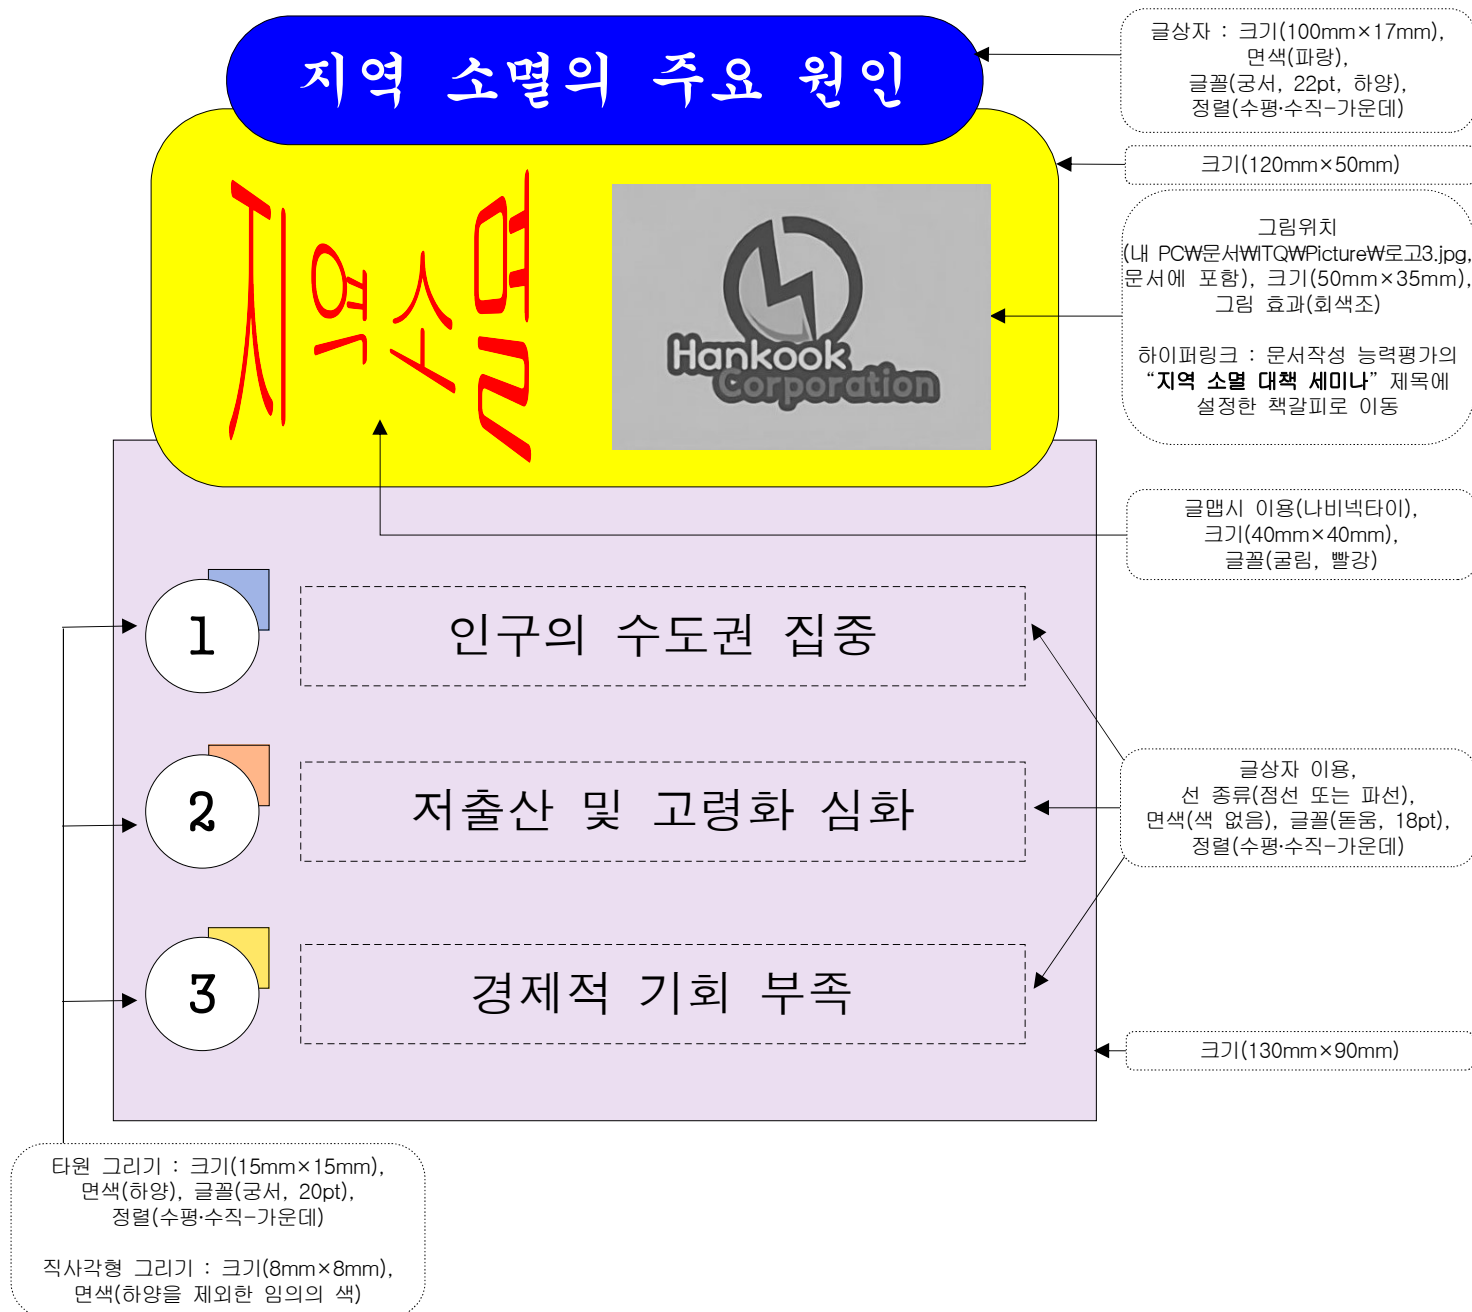 지역 소멸의 주요 원인
글상자 : 크기(100mm×17mm),
면색(파랑),
글꼴(궁서, 22pt, 하양),
정렬(수평·수직-가운데)
크기(120mm×50mm)
지역소멸
Hankook
Corporation
그림위치
(내 PC₩문서₩ITQ₩Picture₩로고3.jpg,
문서에 포함), 크기(50mm×35mm),
그림 효과(회색조)
하이퍼링크 : 문서작성 능력평가의
“지역 소멸 대책 세미나” 제목에
설정한 책갈피로 이동
글맵시 이용(나비넥타이),
크기(40mm×40mm),
글꼴(굴림, 빨강)
1
인구의 수도권 집중
2
저출산 및 고령화 심화
글상자 이용,
선 종류(점선 또는 파선),
면색(색 없음), 글꼴(돋움, 18pt),
정렬(수평·수직-가운데)
3
경제적 기회 부족
크기(130mm×90mm)
타원 그리기 : 크기(15mm×15mm),
면색(하양), 글꼴(궁서, 20pt),
정렬(수평·수직-가운데)
직사각형 그리기 : 크기(8mm×8mm),
면색(하양을 제외한 임의의 색)